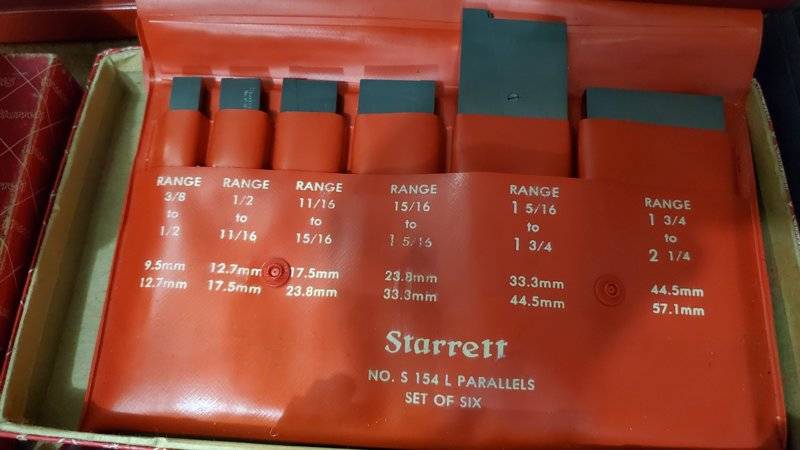 RANGE
3/8
to
1/2
9.5mm
12.7mm
RANGE
1/2
to
11/16
12.7mm
17.5mm
RANGE
11/16
to
15/16
17.5mm
23.8mm
RANGE
15/16
to
1 5/16
23.8mm
33.3mm
RANGE
1 5/16
to
1 3/4
33.3mm
44.5mm
RANGE
1 3/4
to
2 1/4
44.5mm
57.1mm
Starrett
NO. S 154 L PARALLELS
SET OF SIX